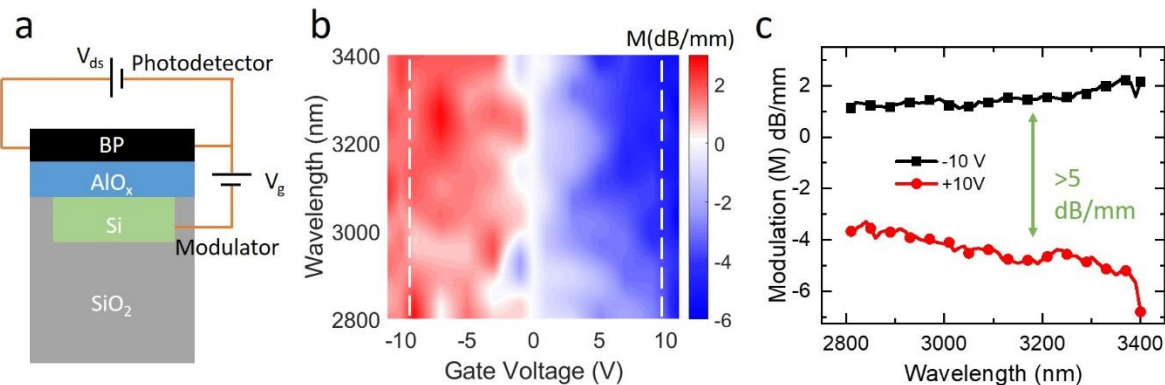 a
V_ds
Photodetector
BP
AlO_x
V_g
Si
Modulator
SiO_2
b
M(dB/mm)
3400
3200
3000
2800
Wavelength (nm)
-10 -5 0 5 10
Gate Voltage (V)
2
0
-2
-4
-6
c
Modulation (M) dB/mm
2
0
-2
-4
-6
-10 V
+10V
>5
dB/mm
2800 3000 3200 3400
Wavelength (nm)